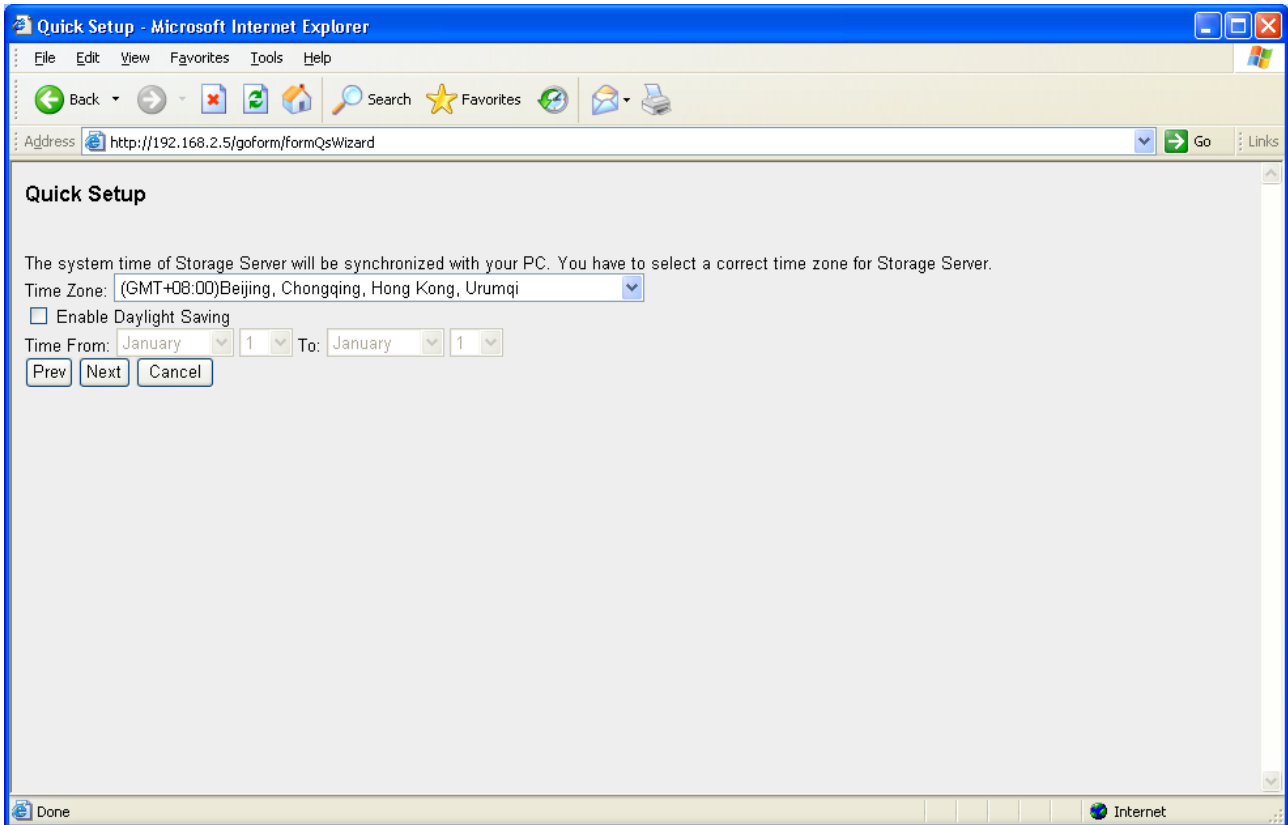 Quick Setup - Microsoft Internet Explorer
File Edit View Favorites Tools Help
Back Search Favorites
Address http://192.168.2.5/goform/formQsWizard Go Links
Quick Setup
The system time of Storage Server will be synchronized with your PC. You have to select a correct time zone for Storage Server.
Time Zone: (GMT+08:00)Beijing, Chongqing, Hong Kong, Urumqi
Enable Daylight Saving
Time From: January 1 To: January 1
Prev Next Cancel
Done Internet